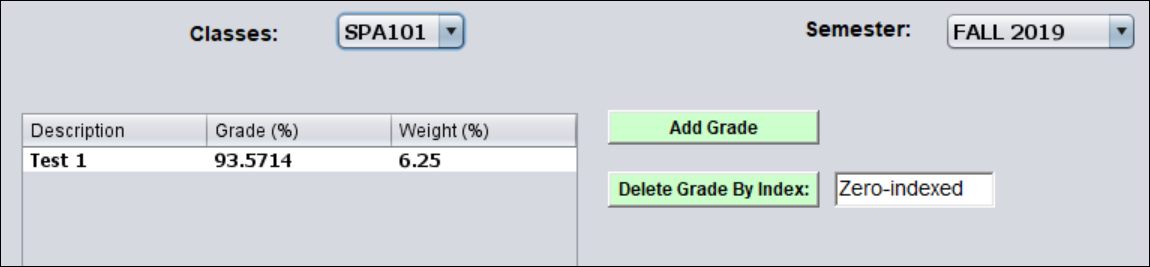 Classes: SPA101 Semester: FALL 2019
Description Grade (%) Weight (%) Add Grade
Test 1 93.5714 6.25
Delete Grade By Index: Zero-indexed